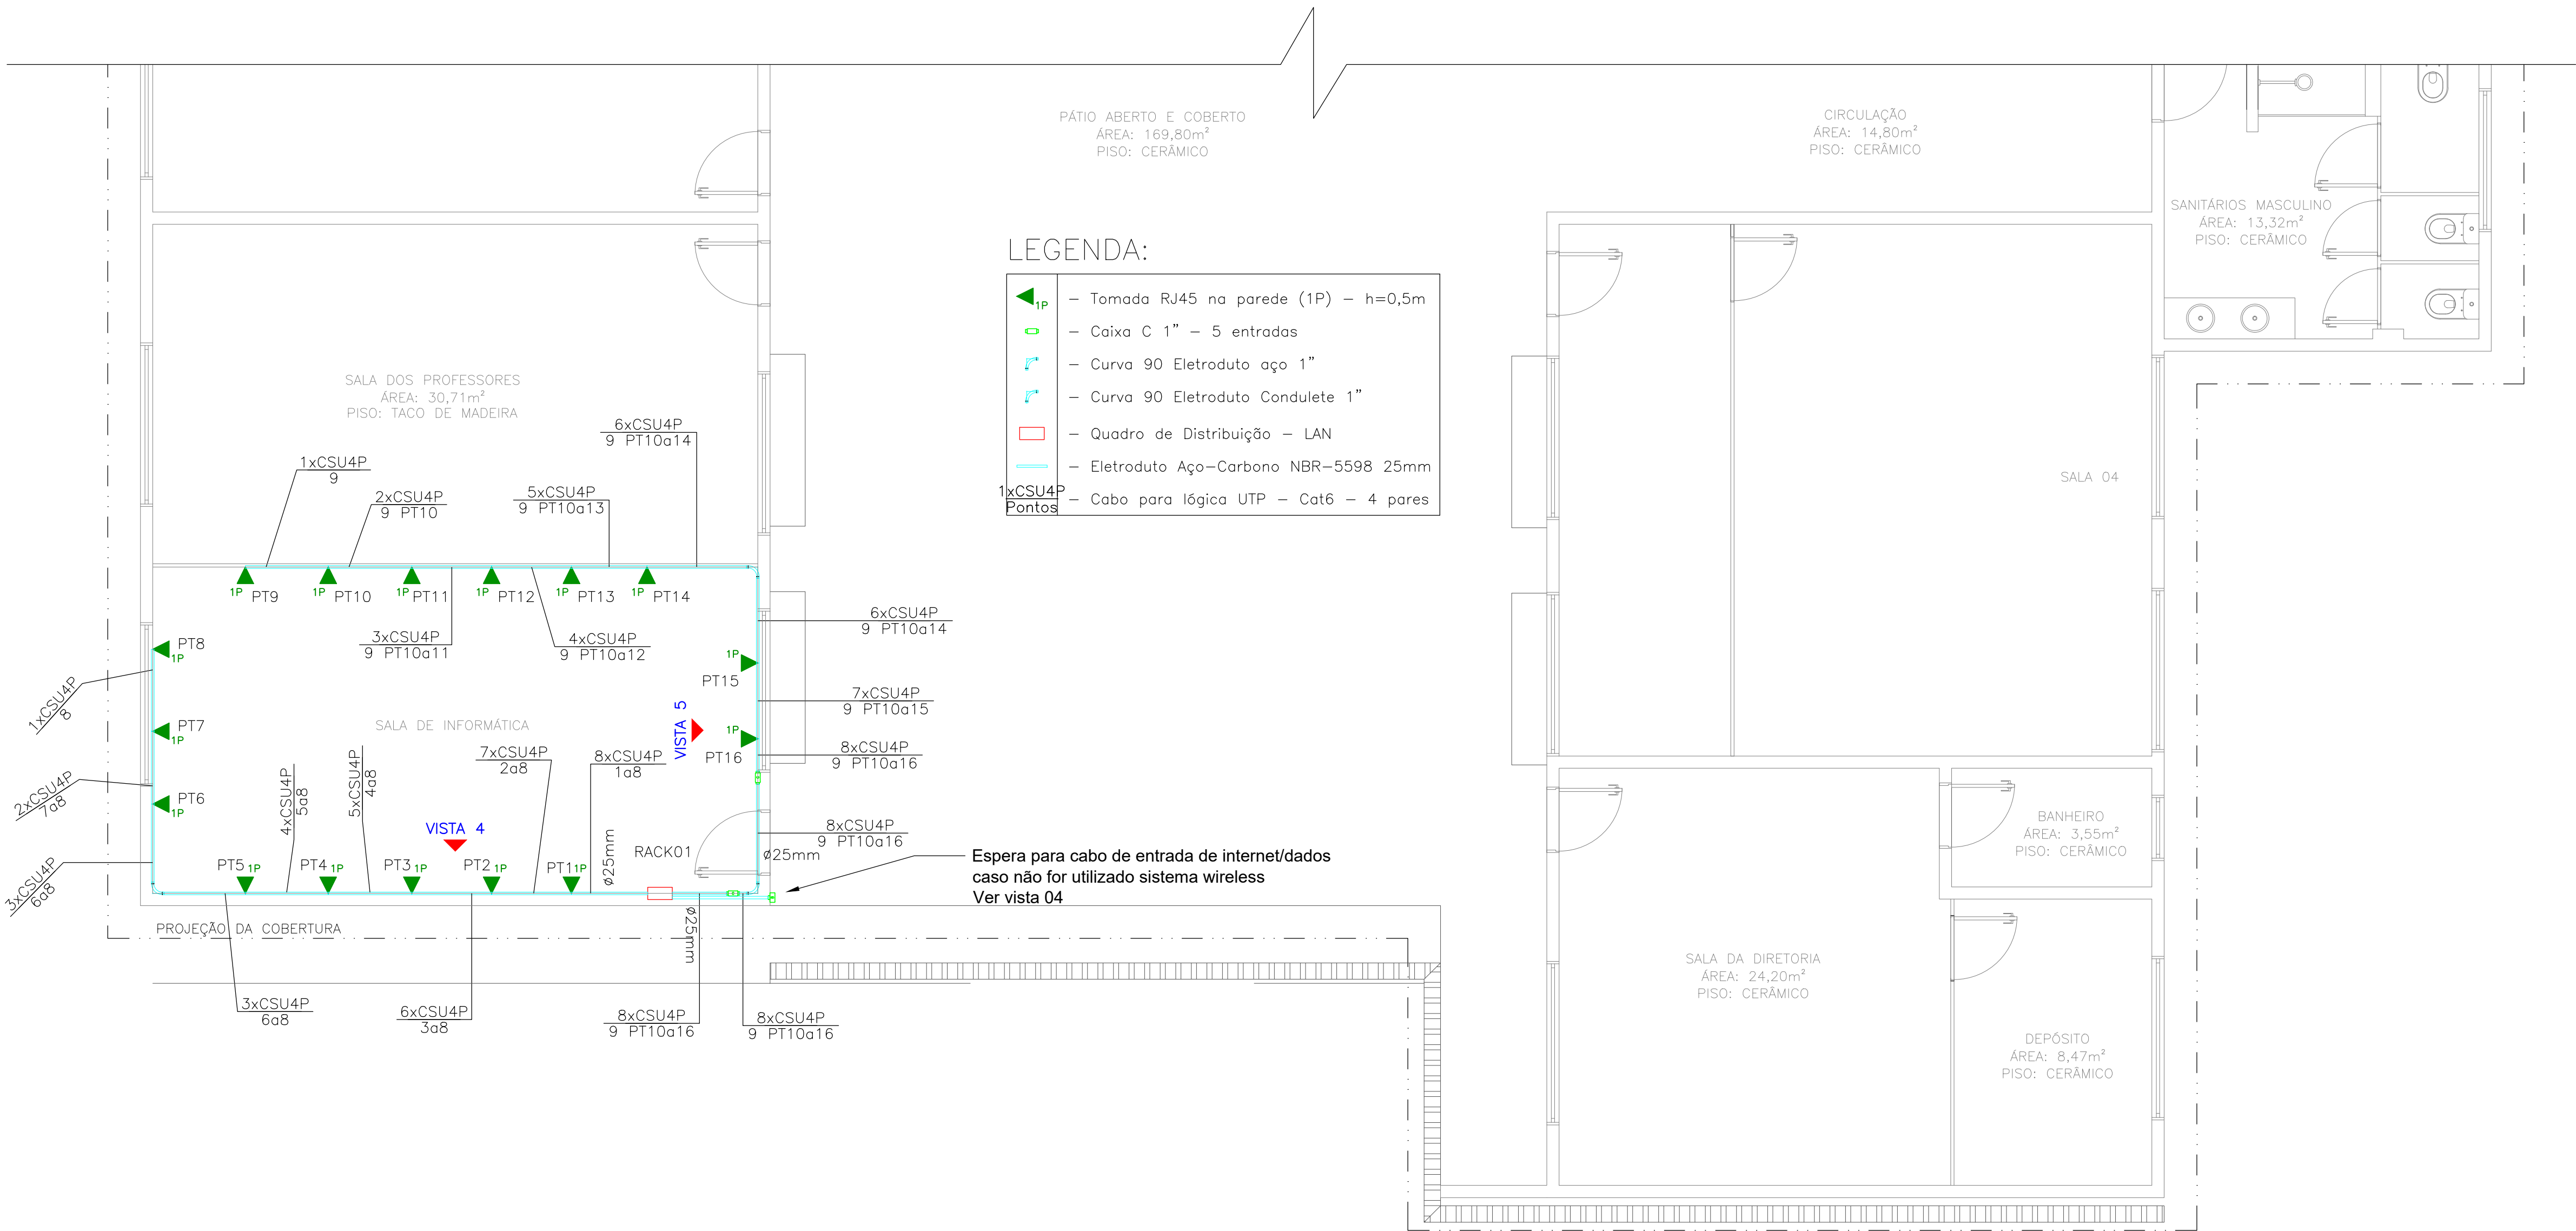 PÁTIO ABERTO E COBERTO
ÁREA: 169,80m²
PISO: CERÂMICO
CIRCULAÇÃO
ÁREA: 14,80m²
PISO: CERÂMICO
SANITÁRIOS MASCULINO
ÁREA: 13,32m²
PISO: CERÂMICO
LEGENDA:
1P
– Tomada RJ45 na parede (1P) – h=0,5m
– Caixa C 1" – 5 entradas
– Curva 90 Eletroduto aço 1"
– Curva 90 Eletroduto Condulete 1"
– Quadro de Distribuição – LAN
– Eletroduto Aço–Carbono NBR–5598 25mm
1xCSU4P
Pontos
– Cabo para lógica UTP – Cat6 – 4 pares
SALA DOS PROFESSORES
ÁREA: 30,71m²
PISO: TACO DE MADEIRA
SALA 04
6xCSU4P
9 PT10a14
1xCSU4P
9
2xCSU4P
9 PT10
5xCSU4P
9 PT10a13
1P PT9
1P PT10
1P PT11
1P PT12
1P PT13
1P PT14
3xCSU4P
9 PT10a11
4xCSU4P
9 PT10a12
6xCSU4P
9 PT10a14
PT8
1P
1P
PT15
1xCSU4P
8
7xCSU4P
9 PT10a15
PT7
1P
SALA DE INFORMÁTICA
VISTA 5
1P
PT16
8xCSU4P
9 PT10a16
7xCSU4P
2a8
8xCSU4P
1a8
4xCSU4P
5a8
5xCSU4P
4a8
2xCSU4P
7a8
PT6
1P
VISTA 4
8xCSU4P
9 PT10a16
ø25mm
RACK01
ø25mm
3xCSU4P
6a8
PT5 1P
PT4 1P
PT3 1P
PT2 1P
PT1 1P
Espera para cabo de entrada de internet/dados
caso não for utilizado sistema wireless
Ver vista 04
ø25mm
PROJEÇÃO DA COBERTURA
3xCSU4P
6a8
6xCSU4P
3a8
8xCSU4P
9 PT10a16
8xCSU4P
9 PT10a16
BANHEIRO
ÁREA: 3,55m²
PISO: CERÂMICO
SALA DA DIRETORIA
ÁREA: 24,20m²
PISO: CERÂMICO
DEPÓSITO
ÁREA: 8,47m²
PISO: CERÂMICO